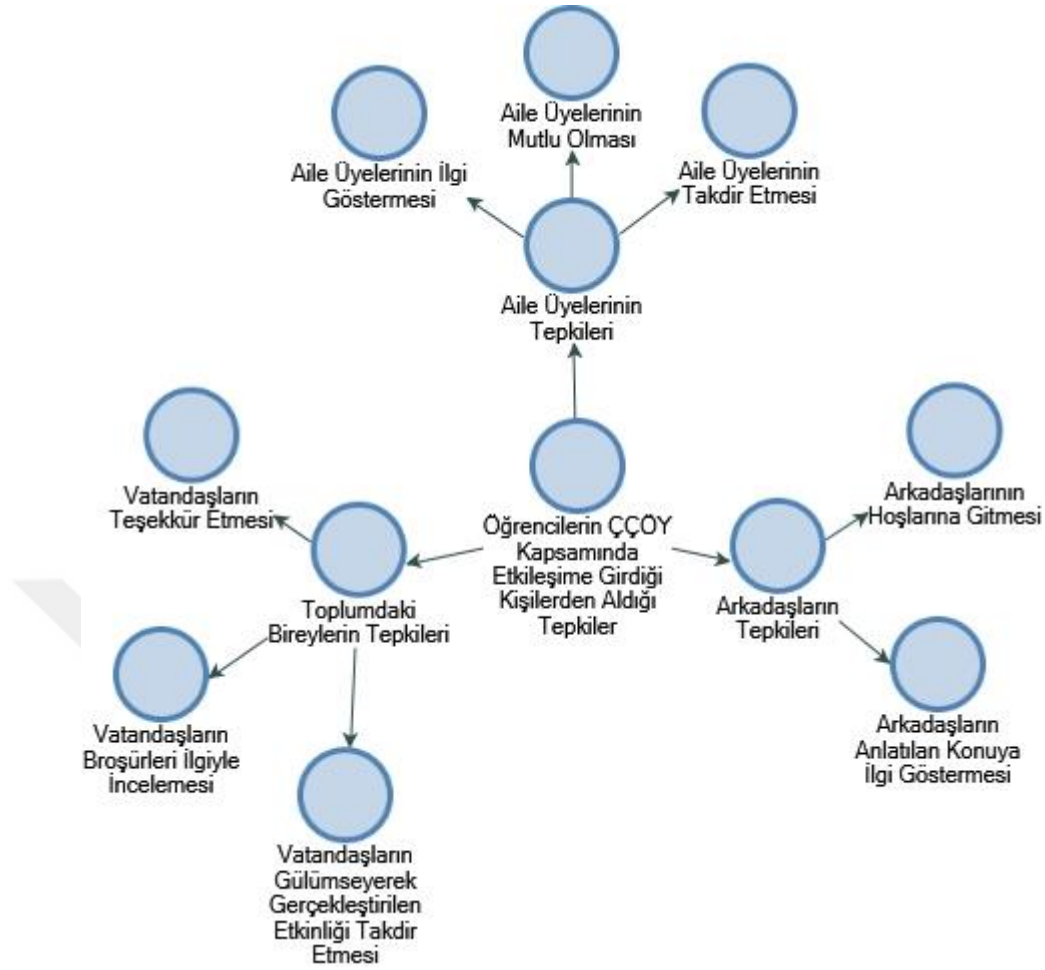 Aile Üyelerinin
Mutlu Olması
Aile Üyelerinin İlgi
Göstermesi
Aile Üyelerinin
Takdir Etmesi
Aile Üyelerinin
Tepkileri
Vatandaşların
Teşekkür Etmesi
Arkadaşlarının
Hoşlarına Gitmesi
Öğrencilerin ÇÇÖY
Kapsamında
Etkileşime Girdiği
Kişilerden Aldığı
Tepkiler
Toplumdaki
Bireylerin Tepkileri
Arkadaşların
Tepkileri
Vatandaşların
Broşürleri İlgiyle
İncelemesi
Arkadaşların
Anlatılan Konuya
İlgi Göstermesi
Vatandaşların
Gülümseyerek
Gerçekleştirilen
Etkinliği Takdir
Etmesi